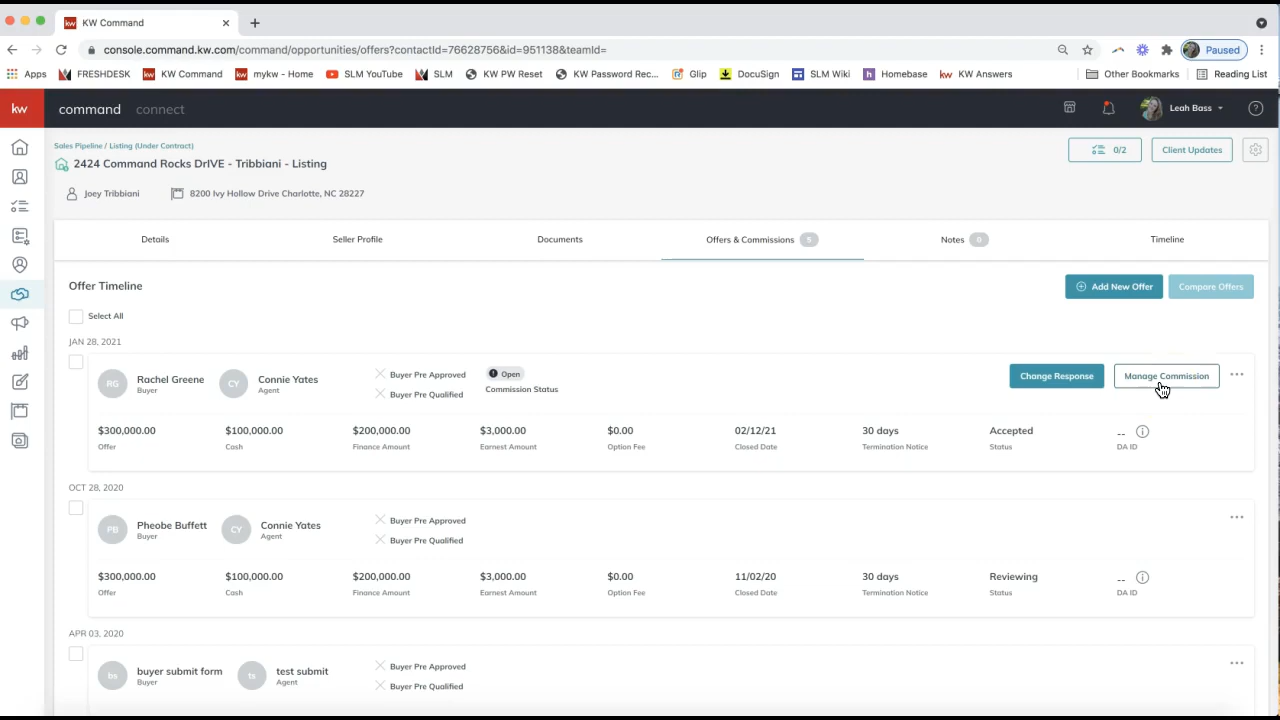 KW Command
console.command.kw.com/command/opportunities/offers?contactId=76628756&id=951138&teamId=
Paused
Apps FRESHDESK KW Command mykw - Home SLM YouTube SLM KW PW Reset KW Password Rec... Glip DocuSign SLM Wiki Homebase KW Answers Other Bookmarks Reading List
kw command connect Leah Bass
Sales Pipeline / Listing (Under Contract)
2424 Command Rocks DrIVE - Tribbiani - Listing
0/2 Client Updates
Joey Tribbiani 8200 Ivy Hollow Drive Charlotte, NC 28227
Details Seller Profile Documents Offers & Commissions 5 Notes 0 Timeline
Offer Timeline Add New Offer Compare Offers
Select All
JAN 28, 2021
RG Rachel Greene Buyer CY Connie Yates Agent
Buyer Pre Approved
Buyer Pre Qualified
Open
Commission Status
Change Response Manage Commission
$300,000.00 $100,000.00 $200,000.00 $3,000.00 $0.00 02/12/21 30 days Accepted --
Offer Cash Finance Amount Earnest Amount Option Fee Closed Date Termination Notice Status DA ID
OCT 28, 2020
PB Pheobe Buffett Buyer CY Connie Yates Agent
Buyer Pre Approved
Buyer Pre Qualified
$300,000.00 $100,000.00 $200,000.00 $3,000.00 $0.00 11/02/20 30 days Reviewing --
Offer Cash Finance Amount Earnest Amount Option Fee Closed Date Termination Notice Status DA ID
APR 03, 2020
bs buyer submit form Buyer ts test submit Agent
Buyer Pre Approved
Buyer Pre Qualified